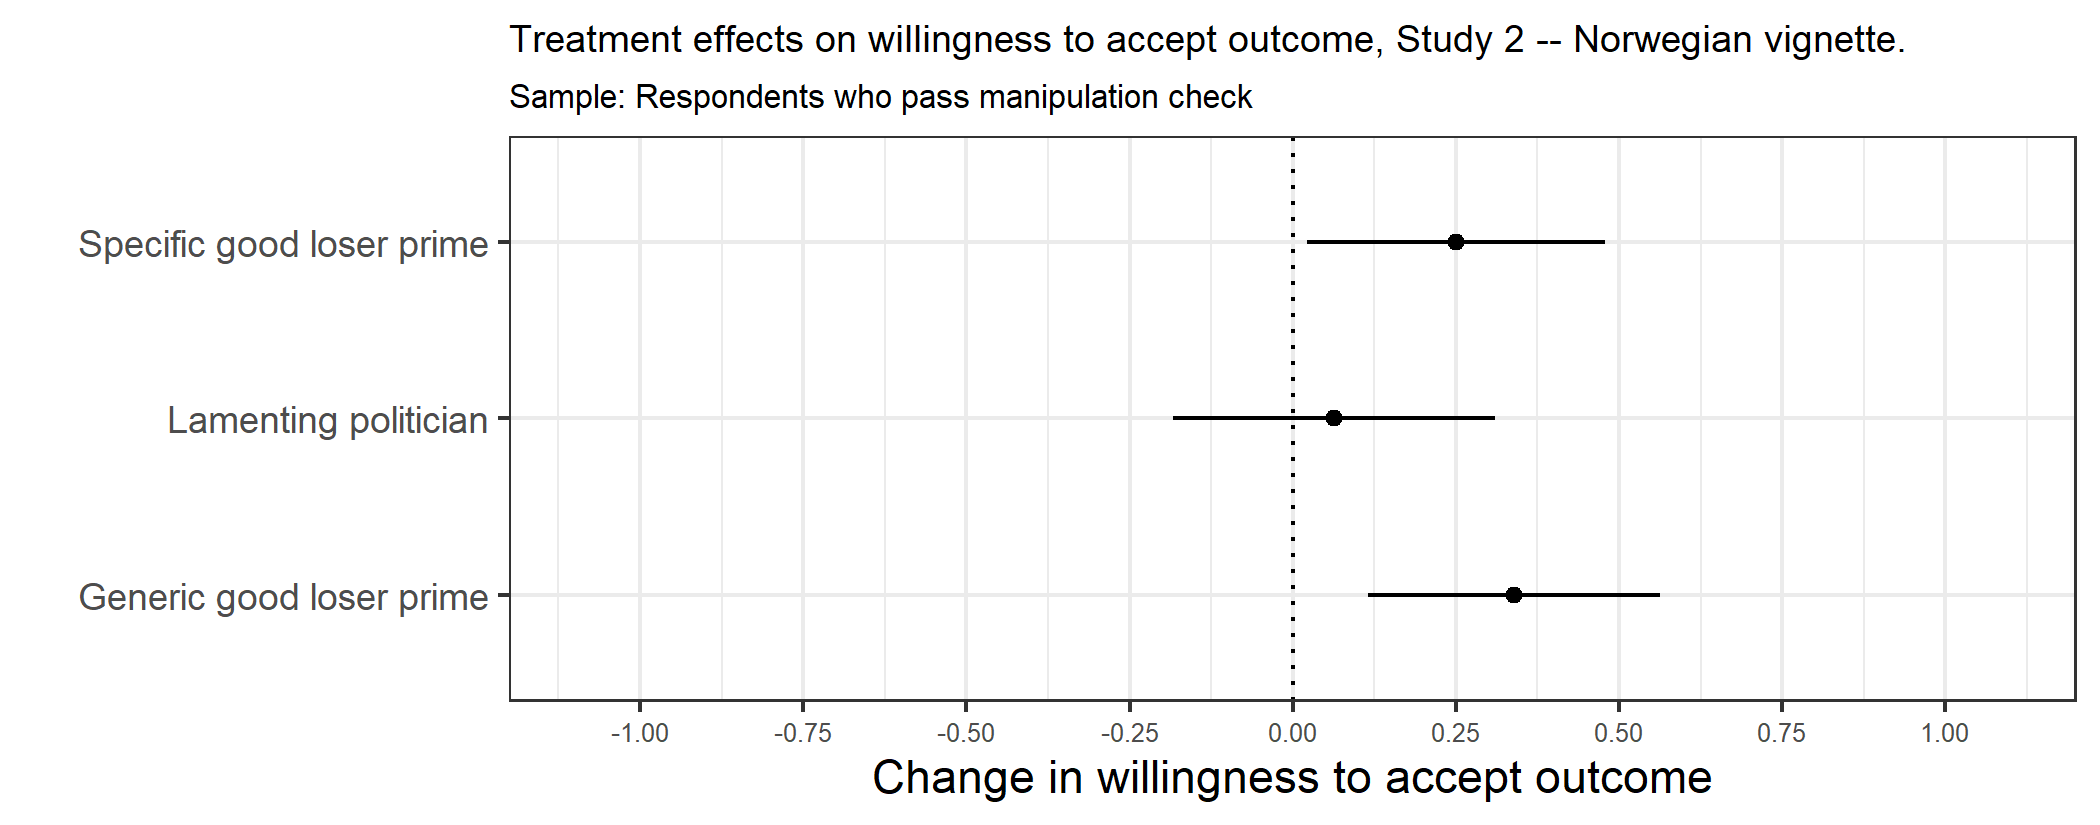 Treatment effects on willingness to accept outcome, Study 2 -- Norwegian vignette.
Sample: Respondents who pass manipulation check
Specific good loser prime
Lamenting politician
Generic good loser prime
-1.00 -0.75 -0.50 -0.25 0.00 0.25 0.50 0.75 1.00
Change in willingness to accept outcome